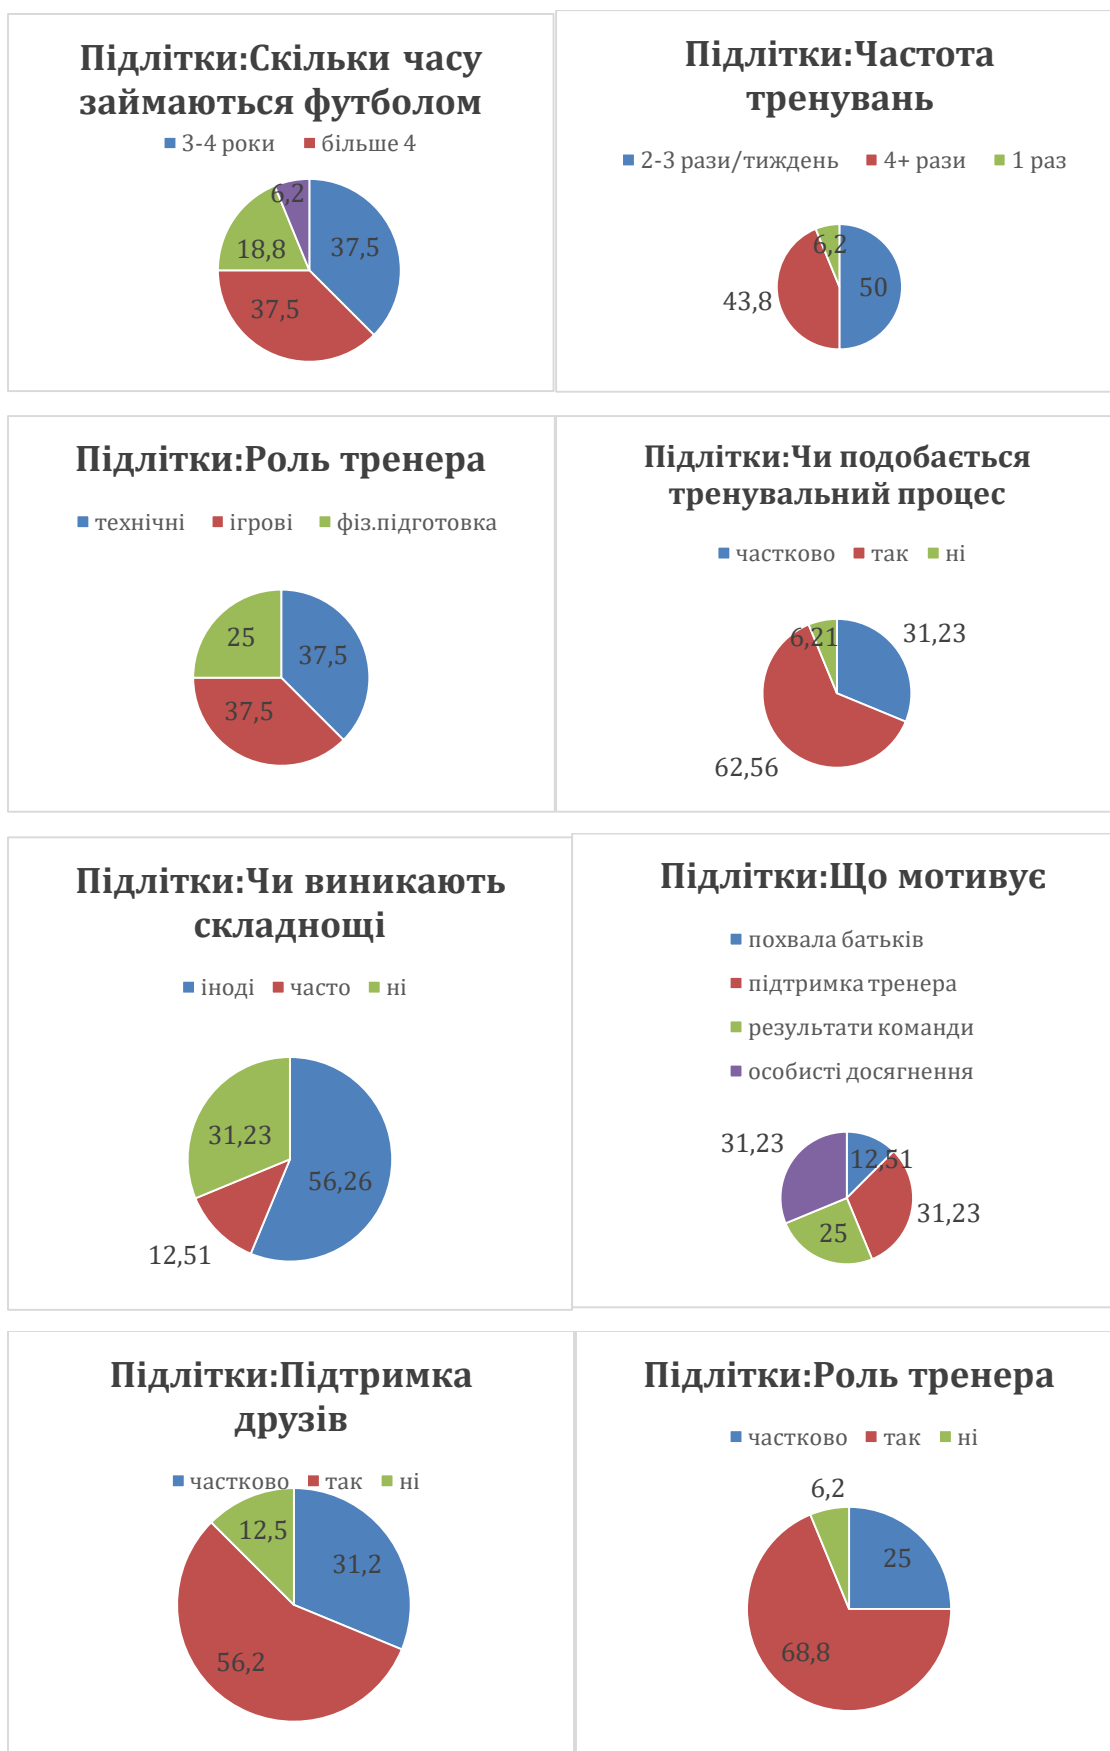 Підлітки:Скільки часу
займаються футболом
3-4 роки більше 4
6,2
18,8
37,5
37,5
Підлітки:Частота
тренувань
2-3 рази/тиждень 4+ рази 1 раз
6,2
43,8
50
Підлітки:Роль тренера
технічні ігрові фіз.підготовка
25
37,5
37,5
Підлітки:Чи подобається
тренувальний процес
частково так ні
6,21
31,23
62,56
Підлітки:Чи виникають
складнощі
іноді часто ні
31,23
56,26
12,51
Підлітки:Що мотивує
похвала батьків
підтримка тренера
результати команди
особисті досягнення
31,23
12,51
31,23
25
Підлітки:Підтримка
друзів
частково так ні
12,5
31,2
56,2
Підлітки:Роль тренера
частково так ні
6,2
25
68,8